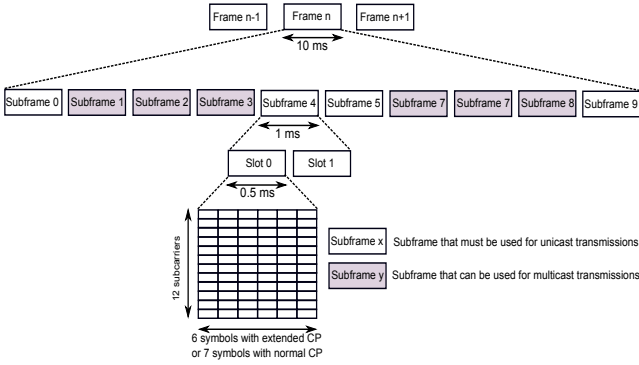 Frame n-1
Frame n
Frame n+1
10 ms
Subframe 0
Subframe 1
Subframe 2
Subframe 3
Subframe 4
Subframe 5
Subframe 7
Subframe 7
Subframe 8
Subframe 9
1 ms
Slot 0
Slot 1
0.5 ms
12 subcarriers
Subframe x
Subframe that must be used for unicast transmissions
Subframe y
Subframe that can be used for multicast transmissions
6 symbols with extended CP
or 7 symbols with normal CP